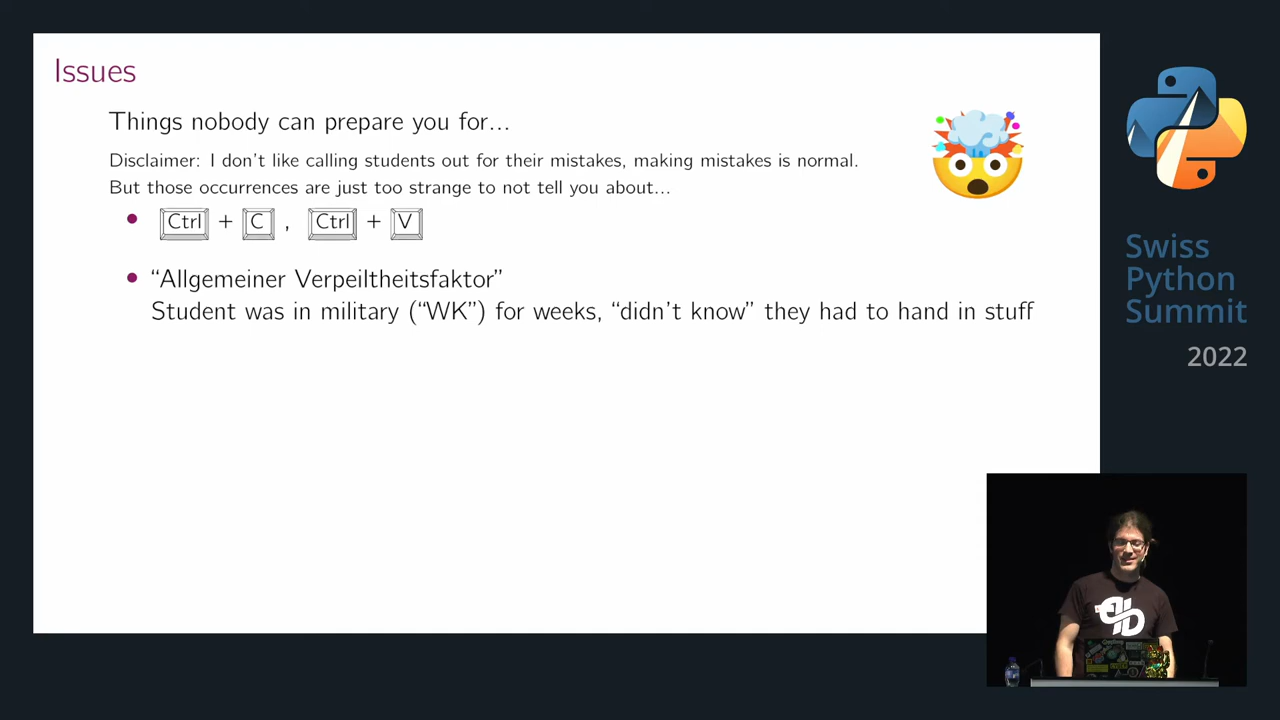 Issues
Things nobody can prepare you for...
Disclaimer: I don't like calling students out for their mistakes, making mistakes is normal.
But those occurrences are just too strange to not tell you about...
Ctrl + C , Ctrl + V
“Allgemeiner Verpeiltheitsfaktor”
Student was in military (“WK”) for weeks, “didn't know” they had to hand in stuff
Swiss
Python
Summit
2022